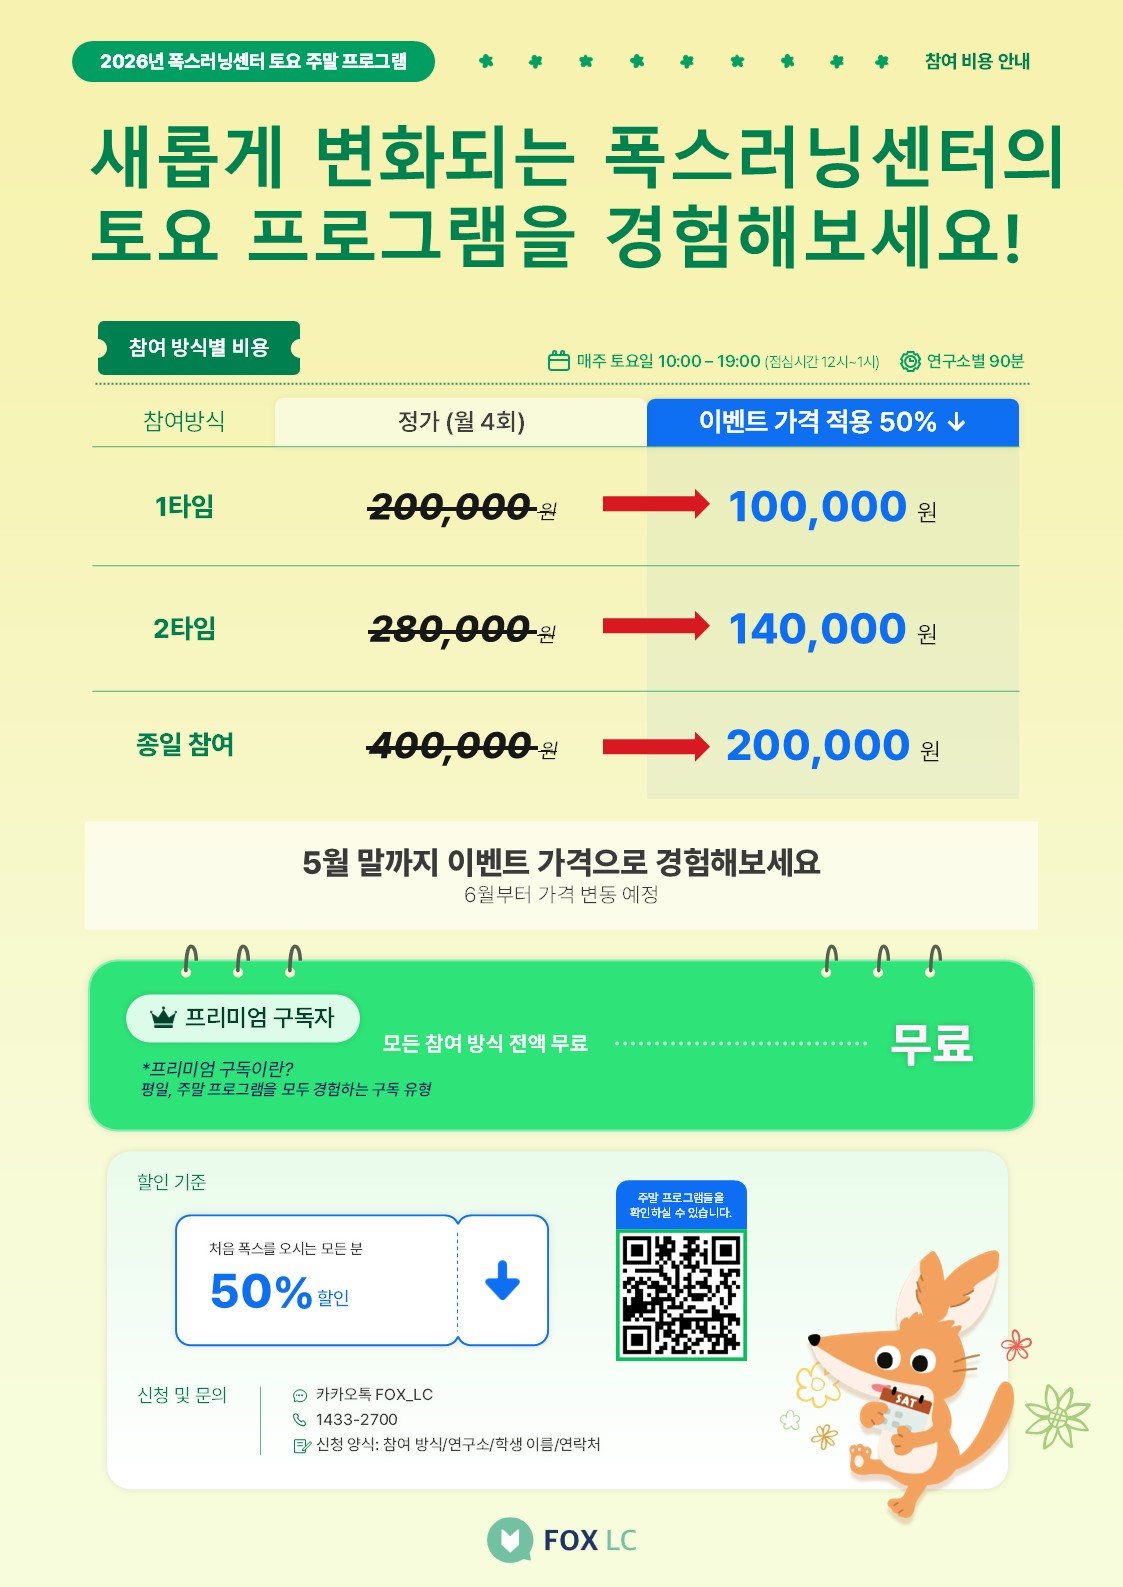 2026년 폭스러닝센터 토요 주말 프로그램
참여 비용 안내
새롭게 변화되는 폭스러닝센터의
토요 프로그램을 경험해보세요!
참여 방식별 비용
매주 토요일 10:00 – 19:00 (점심시간 12시~1시)
연구소별 90분
참여방식
정가 (월 4회)
이벤트 가격 적용 50% ↓
1타임
200,000 원
100,000 원
2타임
280,000 원
140,000 원
종일 참여
400,000 원
200,000 원
5월 말까지 이벤트 가격으로 경험해보세요
6월부터 가격 변동 예정
프리미엄 구독자
모든 참여 방식 전액 무료
무료
*프리미엄 구독이란?
평일, 주말 프로그램을 모두 경험하는 구독 유형
할인 기준
처음 폭스를 오시는 모든 분
50% 할인
주말 프로그램들을
확인하실 수 있습니다.
신청 및 문의
카카오톡 FOX_LC
1433-2700
신청 양식: 참여 방식/연구소/학생 이름/연락처
SAT
FOX LC